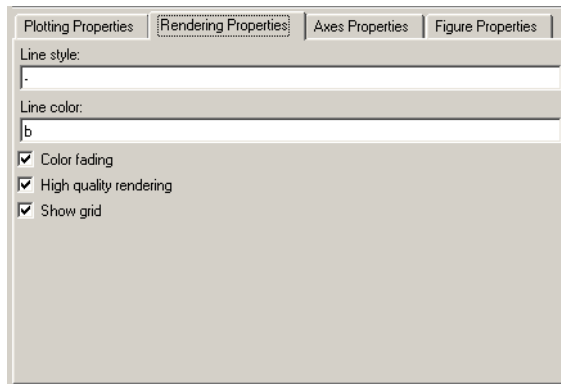 Plotting Properties Rendering Properties Axes Properties Figure Properties
Line style:
-
Line color:
b
Color fading
High quality rendering
Show grid